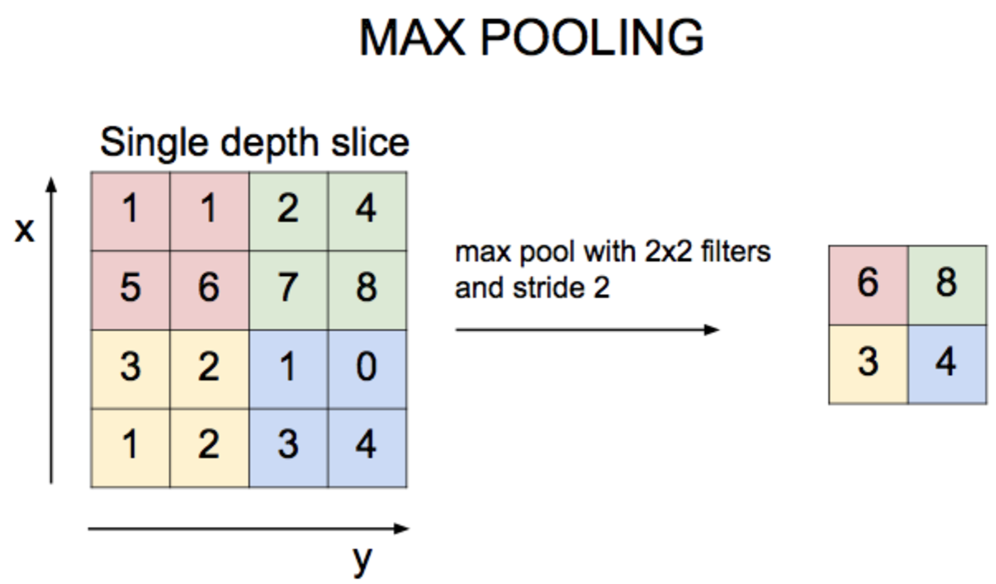 MAX POOLING
Single depth slice
x
1 1 2 4
5 6 7 8
3 2 1 0
1 2 3 4
y
max pool with 2x2 filters
and stride 2
6 8
3 4